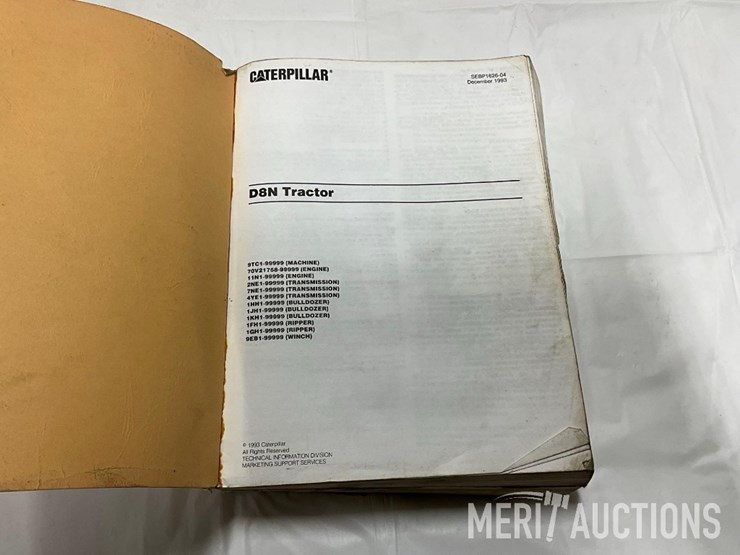 CATERPILLAR®
SEBP1626-04
December 1993
D8N Tractor
9TC1-99999 (MACHINE)
70V21758-99999 (ENGINE)
11N1-99999 (ENGINE)
2NE1-99999 (TRANSMISSION)
7NE1-99999 (TRANSMISSION)
4YE1-99999 (TRANSMISSION)
1HH1-99999 (BULLDOZER)
1JH1-99999 (BULLDOZER)
1KH1-99999 (BULLDOZER)
1FH1-99999 (RIPPER)
1GH1-99999 (RIPPER)
9EB1-99999 (WINCH)
© 1993 Caterpillar
All Rights Reserved
TECHNICAL INFORMATION DIVISION
MARKETING SUPPORT SERVICES
MERIT AUCTIONS